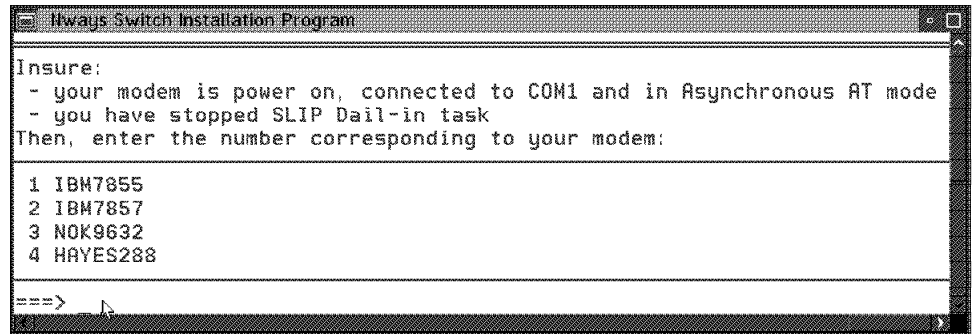 Nways Switch Installation Program
Insure:
- your modem is power on, connected to COM1 and in Asynchronous AT mode
- you have stopped SLIP Dail-in task
Then, enter the number corresponding to your modem:
1 IBM7855
2 IBM7857
3 NOK9632
4 HAYES288
===> _